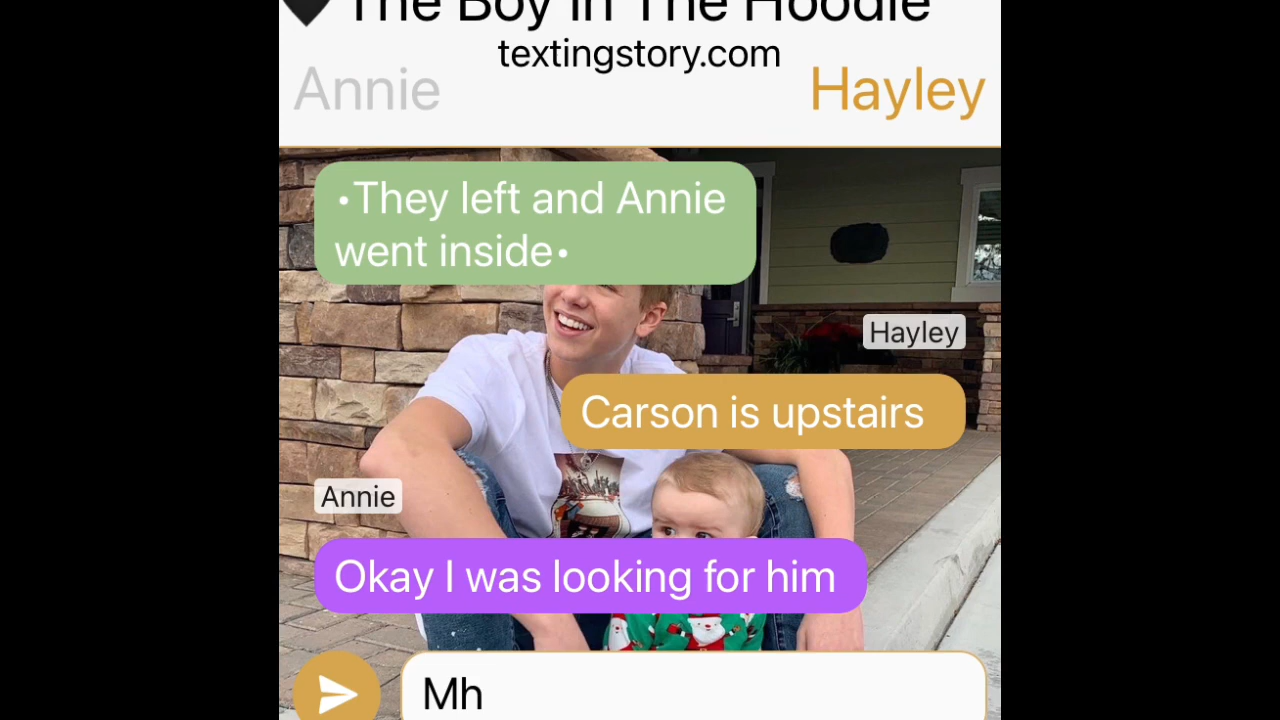 The Boy In The Hoodie
textingstory.com
Annie
Hayley
•They left and Annie
went inside•
Hayley
Carson is upstairs
Annie
Okay I was looking for him
Mh